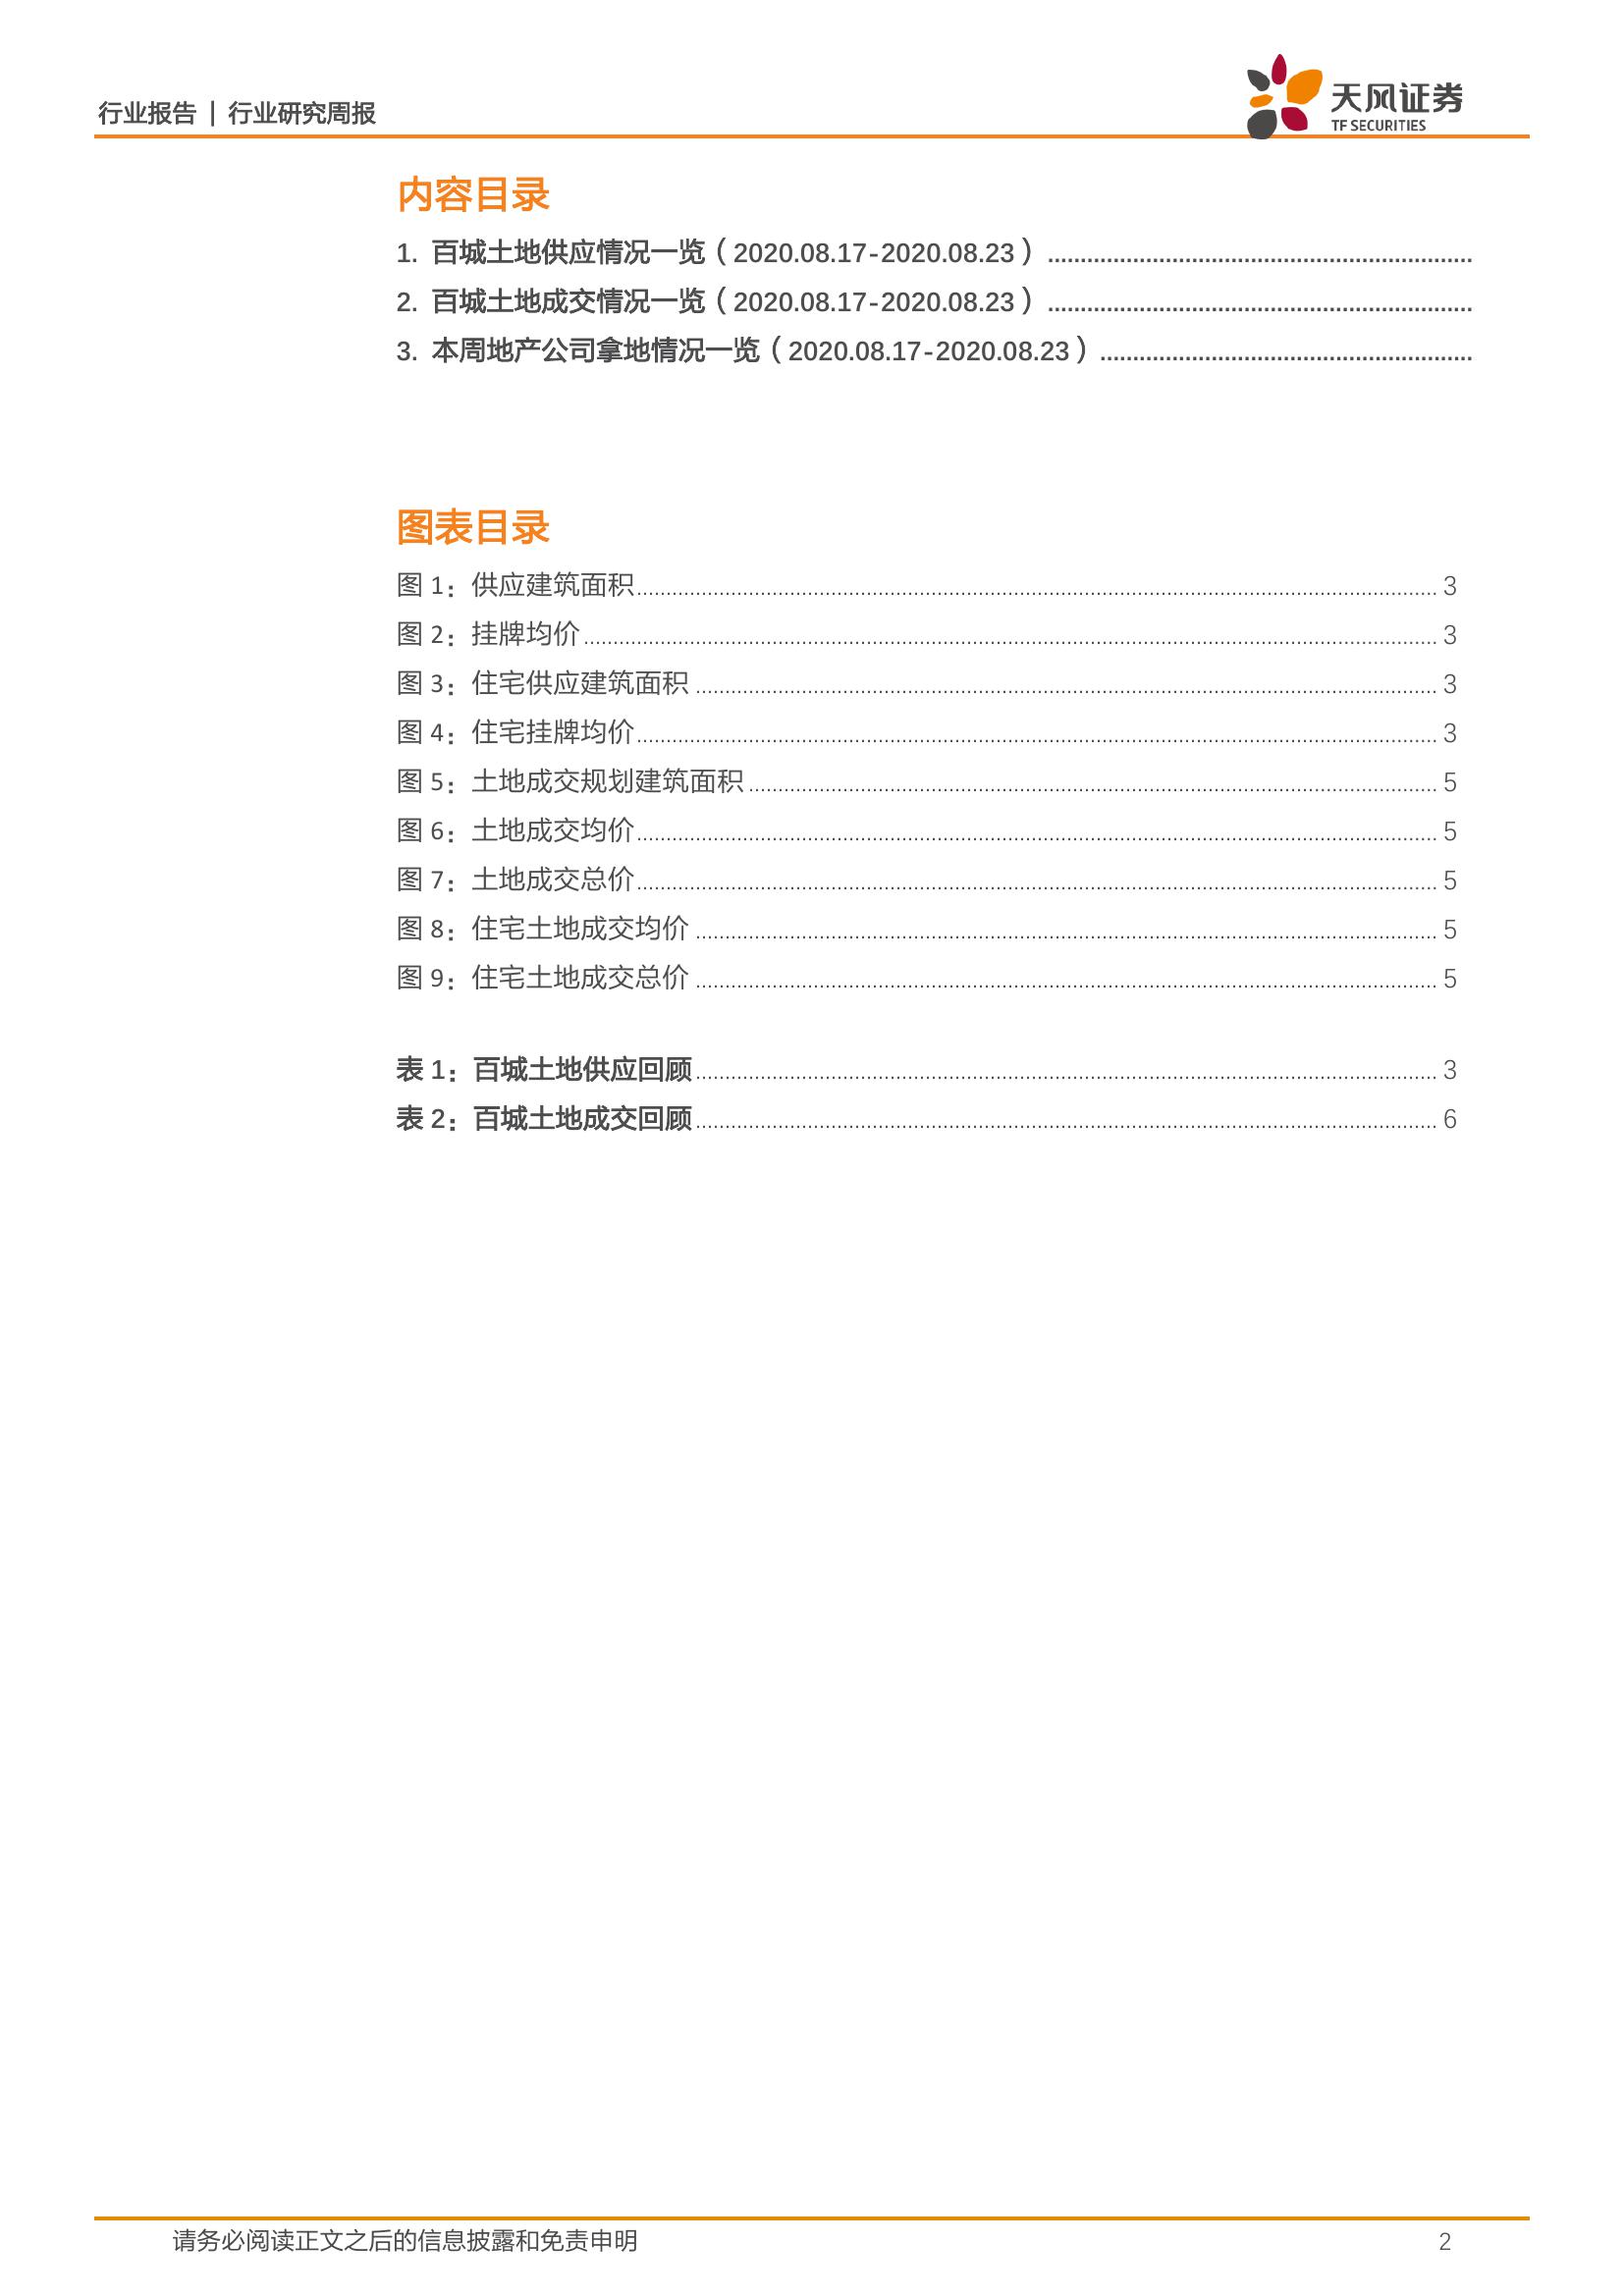 行业报告 | 行业研究周报
天风证券
TF SECURITIES
内容目录
1. 百城土地供应情况一览（2020.08.17-2020.08.23）
2. 百城土地成交情况一览（2020.08.17-2020.08.23）
3. 本周地产公司拿地情况一览（2020.08.17-2020.08.23）
图表目录
图 1：供应建筑面积 3
图 2：挂牌均价 3
图 3：住宅供应建筑面积 3
图 4：住宅挂牌均价 3
图 5：土地成交规划建筑面积 5
图 6：土地成交均价 5
图 7：土地成交总价 5
图 8：住宅土地成交均价 5
图 9：住宅土地成交总价 5
表 1：百城土地供应回顾 3
表 2：百城土地成交回顾 6
请务必阅读正文之后的信息披露和免责申明 2